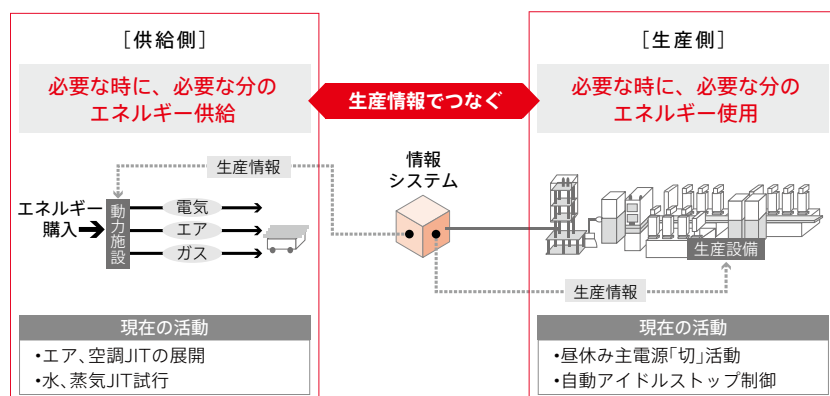 ［供給側］
必要な時に、必要な分の
エネルギー供給
生産情報でつなぐ
［生産側］
必要な時に、必要な分の
エネルギー使用
生産情報
情報
システム
エネルギー
購入
動力施設
電気
エア
ガス
生産設備
生産情報
現在の活動
•エア、空調JITの展開
•水、蒸気JIT試行
現在の活動
•昼休み主電源「切」活動
•自動アイドルストップ制御